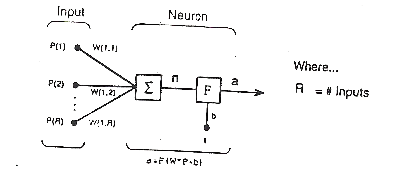 Input Neuron
P(1) W(1,1)
P(2) W(1,2)
P(R) W(1,R)
Σ n F a
b
1
Where...
R = # Inputs
a=F(W*P+b)